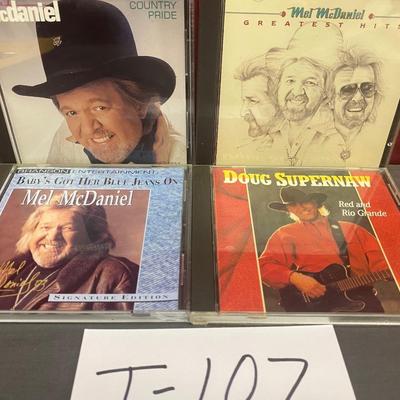 COUNTRY
PRIDE
cdaniel
Mel McDaniel
GREATEST HITS
BRANSON ENTERTAINMENT
BABY'S GOT HER BLUE JEANS ON
Mel McDaniel
SIGNATURE EDITION
DOUG SUPERNAW
Red and
Rio Grande
T-107